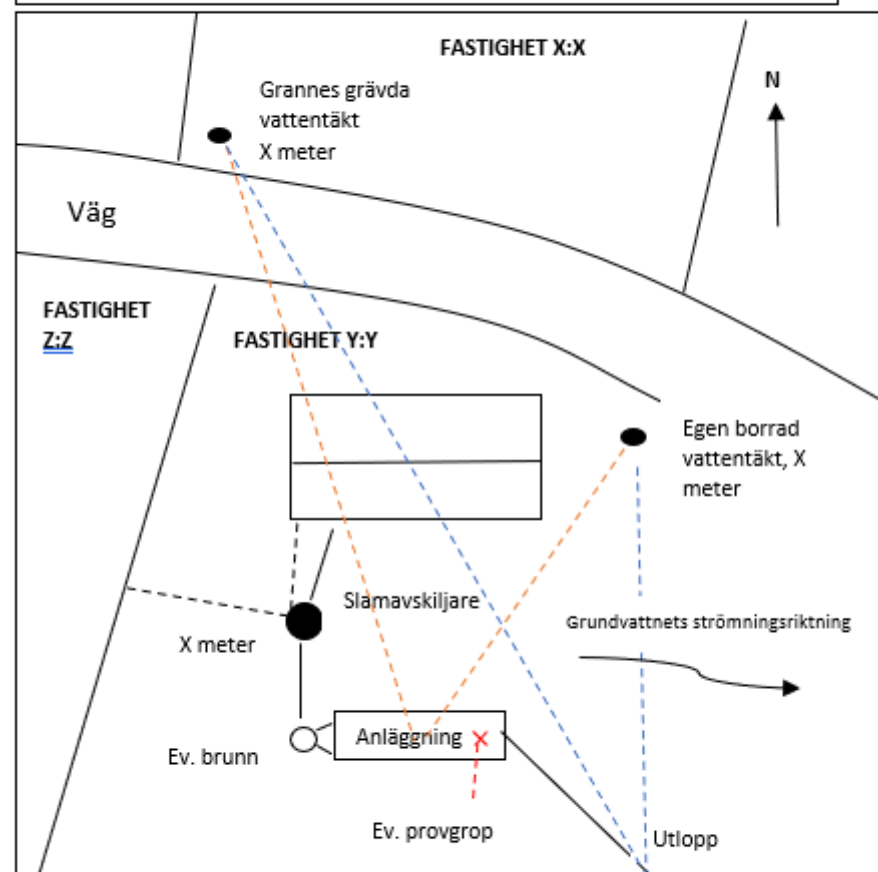 FASTIGHET X:X
N
Grannes grävda
vattentäkt
X meter
Väg
FASTIGHET
Z:Z
FASTIGHET Y:Y
Egen borrad
vattentäkt, X
meter
Slamavskiljare
Grundvattnets strömningsriktning
X meter
Anläggning
Ev. brunn
Ev. provgrop
Utlopp